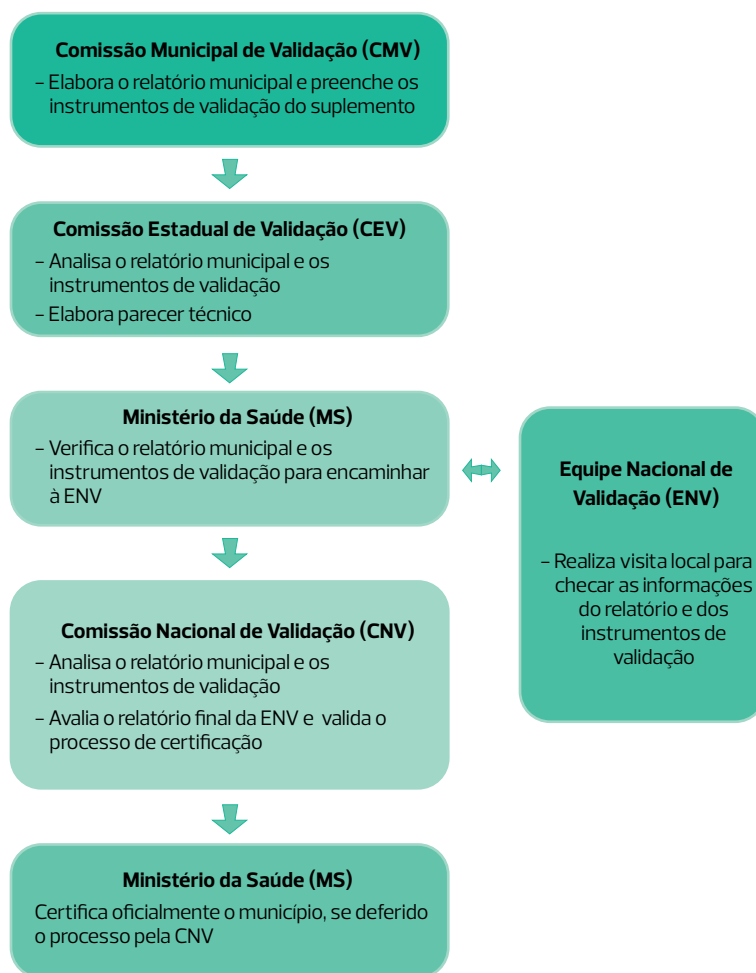 Comissão Municipal de Validação (CMV)
– Elabora o relatório municipal e preenche os
instrumentos de validação do suplemento
Comissão Estadual de Validação (CEV)
– Analisa o relatório municipal e os
instrumentos de validação
– Elabora parecer técnico
Ministério da Saúde (MS)
– Verifica o relatório municipal e os
instrumentos de validação para encaminhar
à ENV
Equipe Nacional de
Validação (ENV)
– Realiza visita local para
checar as informações
do relatório e dos
instrumentos de
validação
Comissão Nacional de Validação (CNV)
– Analisa o relatório municipal e os
instrumentos de validação
– Avalia o relatório final da ENV e valida o
processo de certificação
Ministério da Saúde (MS)
Certifica oficialmente o município, se deferido
o processo pela CNV